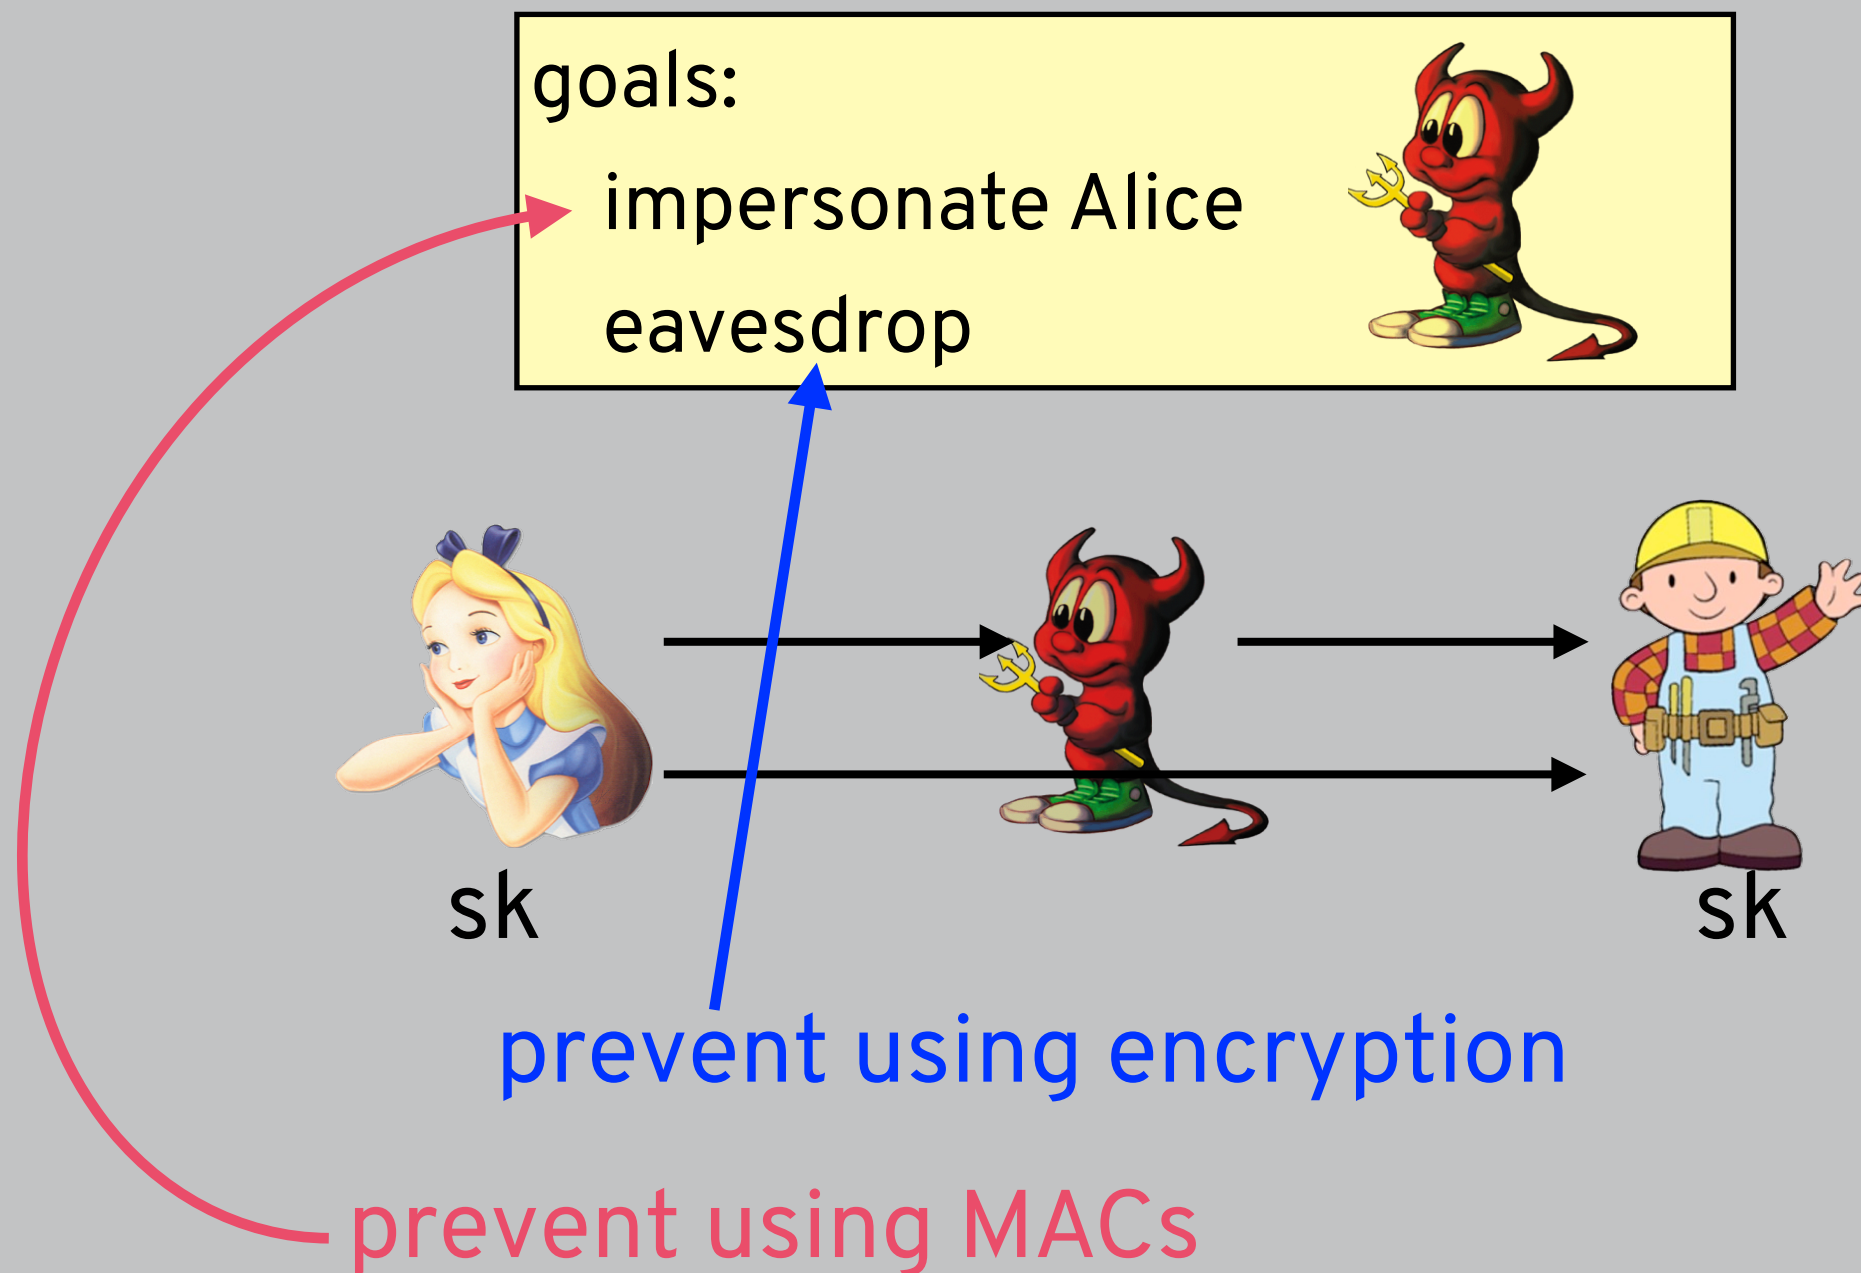 goals:
impersonate Alice
eavesdrop
sk
sk
prevent using encryption
prevent using MACs